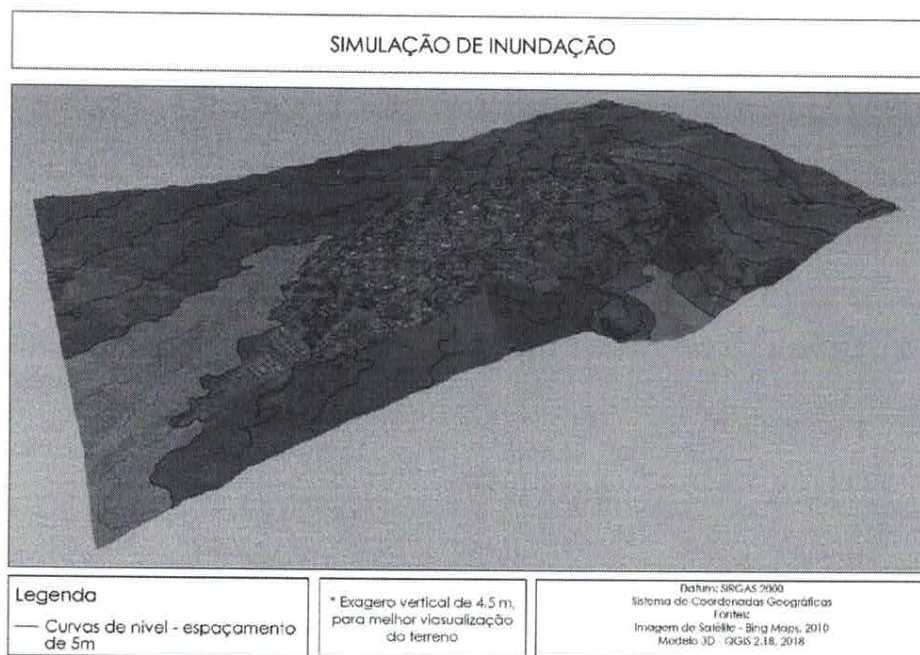 SIMULAÇÃO DE INUNDAÇÃO
Legenda
Curvas de nível - espaçamento
de 5m
* Exagero vertical de 4.5 m,
para melhor viasualização
do terreno
Datum: SIRGAS 2000
Sistema de Coordenadas Geográficas
Fontes:
Imagem de Satélite - Bing Maps, 2010
Modelo 3D - QGIS 2.18, 2018